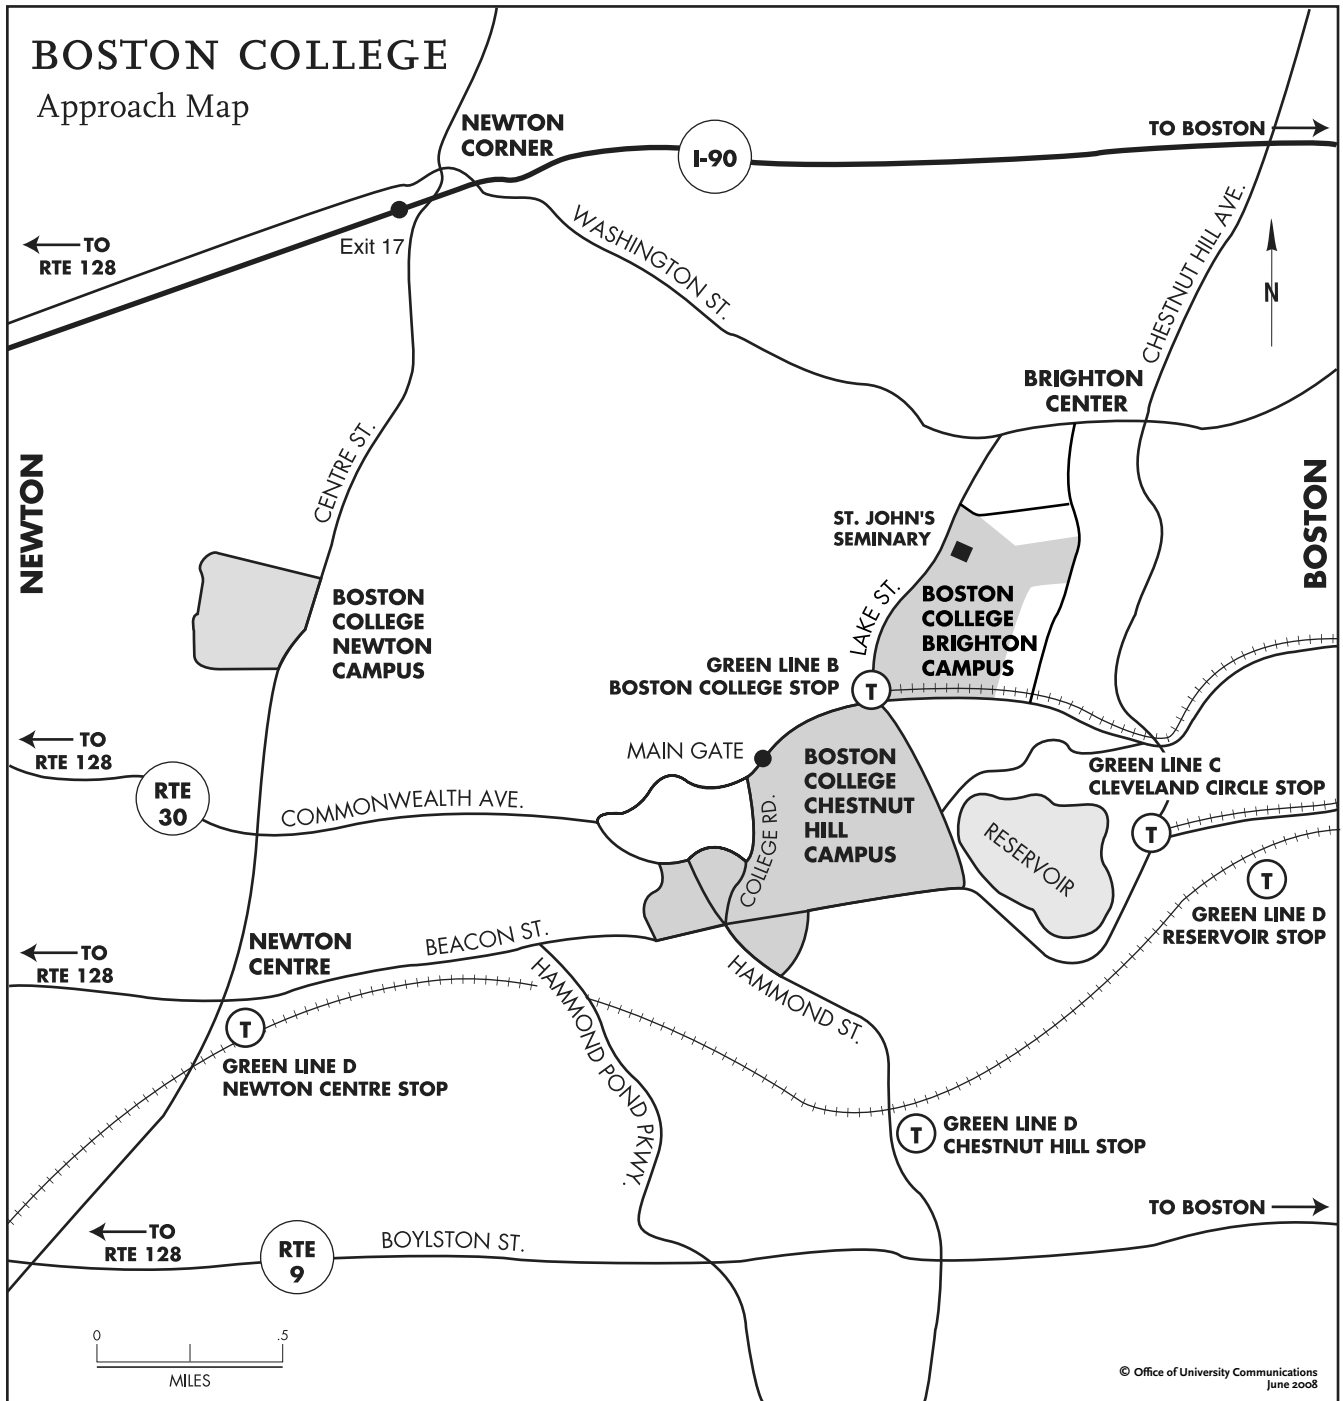 BOSTON COLLEGE
Approach Map
NEWTON
CORNER
I-90
TO BOSTON
Exit 17
TO
RTE 128
WASHINGTON ST.
CHESTNUT HILL AVE.
N
BRIGHTON
CENTER
CENTRE ST.
NEWTON
BOSTON
ST. JOHN'S
SEMINARY
BOSTON
COLLEGE
NEWTON
CAMPUS
LAKE ST.
BOSTON
COLLEGE
BRIGHTON
CAMPUS
GREEN LINE B
BOSTON COLLEGE STOP
T
TO
RTE 128
RTE
30
COMMONWEALTH AVE.
MAIN GATE
BOSTON
COLLEGE
CHESTNUT
HILL
CAMPUS
COLLEGE RD.
RESERVOIR
GREEN LINE C
CLEVELAND CIRCLE STOP
T
T
GREEN LINE D
RESERVOIR STOP
TO
RTE 128
NEWTON
CENTRE
BEACON ST.
HAMMOND POND PKWY.
HAMMOND ST.
T
GREEN LINE D
NEWTON CENTRE STOP
T
GREEN LINE D
CHESTNUT HILL STOP
TO BOSTON
TO
RTE 128
RTE
9
BOYLSTON ST.
0 .5
MILES
© Office of University Communications
June 2008